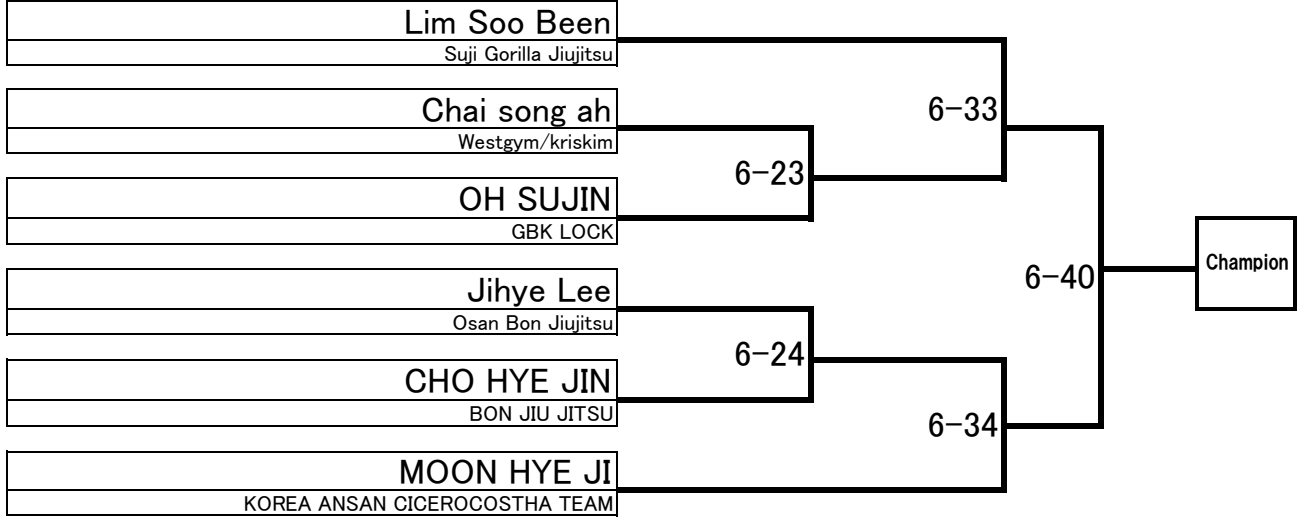 Lim Soo Been
Suji Gorilla Jiujitsu
6-33
Chai song ah
Westgym/kriskim
6-23
OH SUJIN
GBK LOCK
Champion
6-40
Jihye Lee
Osan Bon Jiujitsu
6-24
CHO HYE JIN
BON JIU JITSU
6-34
MOON HYE JI
KOREA ANSAN CICEROCOSTHA TEAM